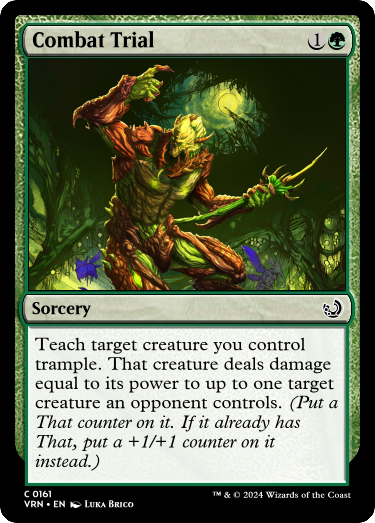 Combat Trial 1
Sorcery
Teach target creature you control
trample. That creature deals damage
equal to its power to up to one target
creature an opponent controls. (Put a
That counter on it. If it already has
That, put a +1/+1 counter on it
instead.)
C 0161
VRN • EN Luka Brico
™ & © 2024 Wizards of the Coast